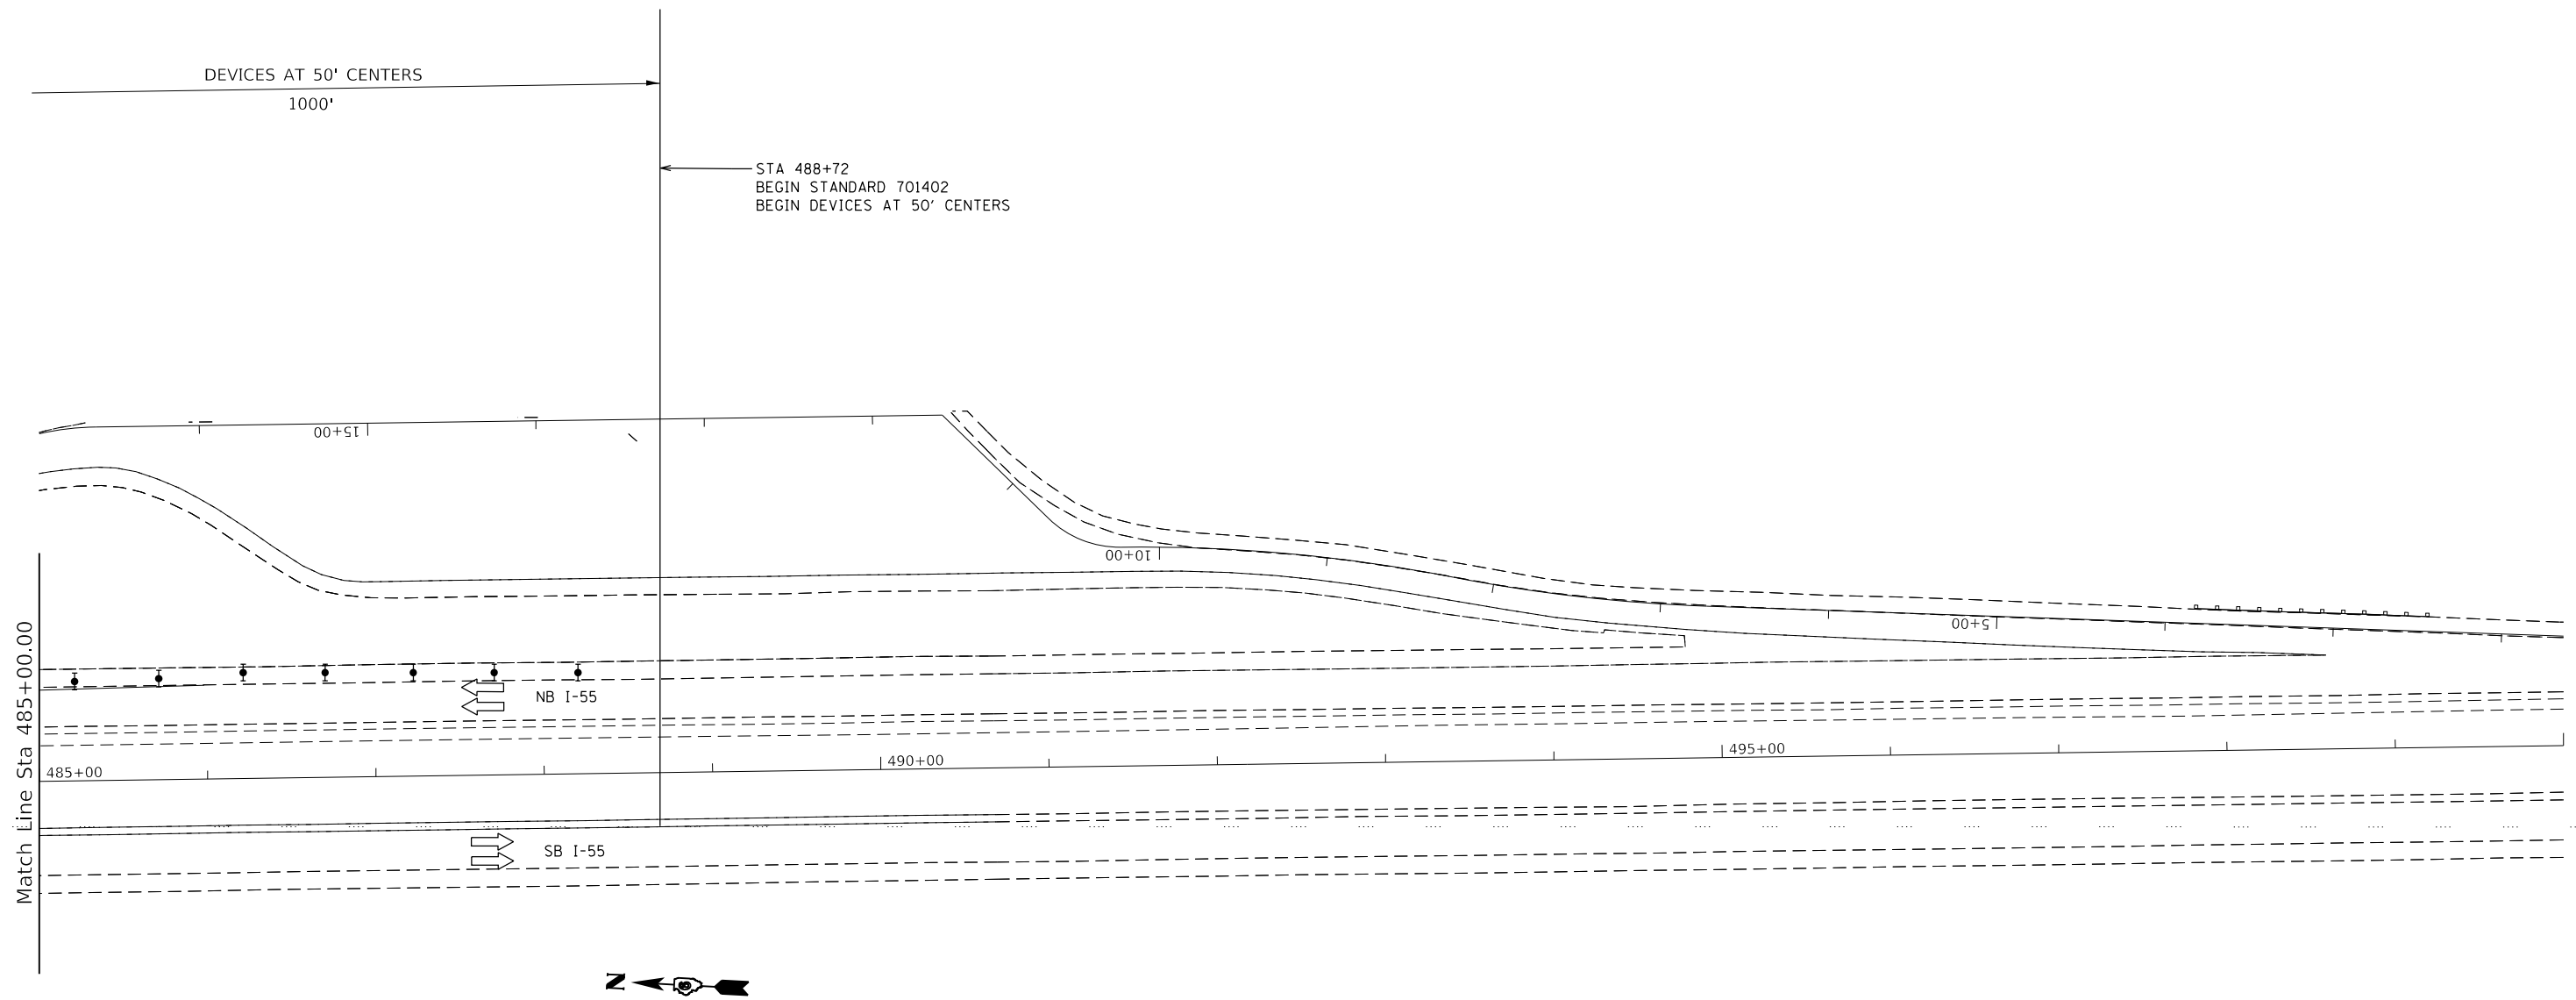 DEVICES AT 50' CENTERS
1000'
STA 488+72
BEGIN STANDARD 701402
BEGIN DEVICES AT 50' CENTERS
15+00
10+00
5+00
Match Line Sta 485+00.00
NB I-55
485+00
490+00
495+00
SB I-55
N